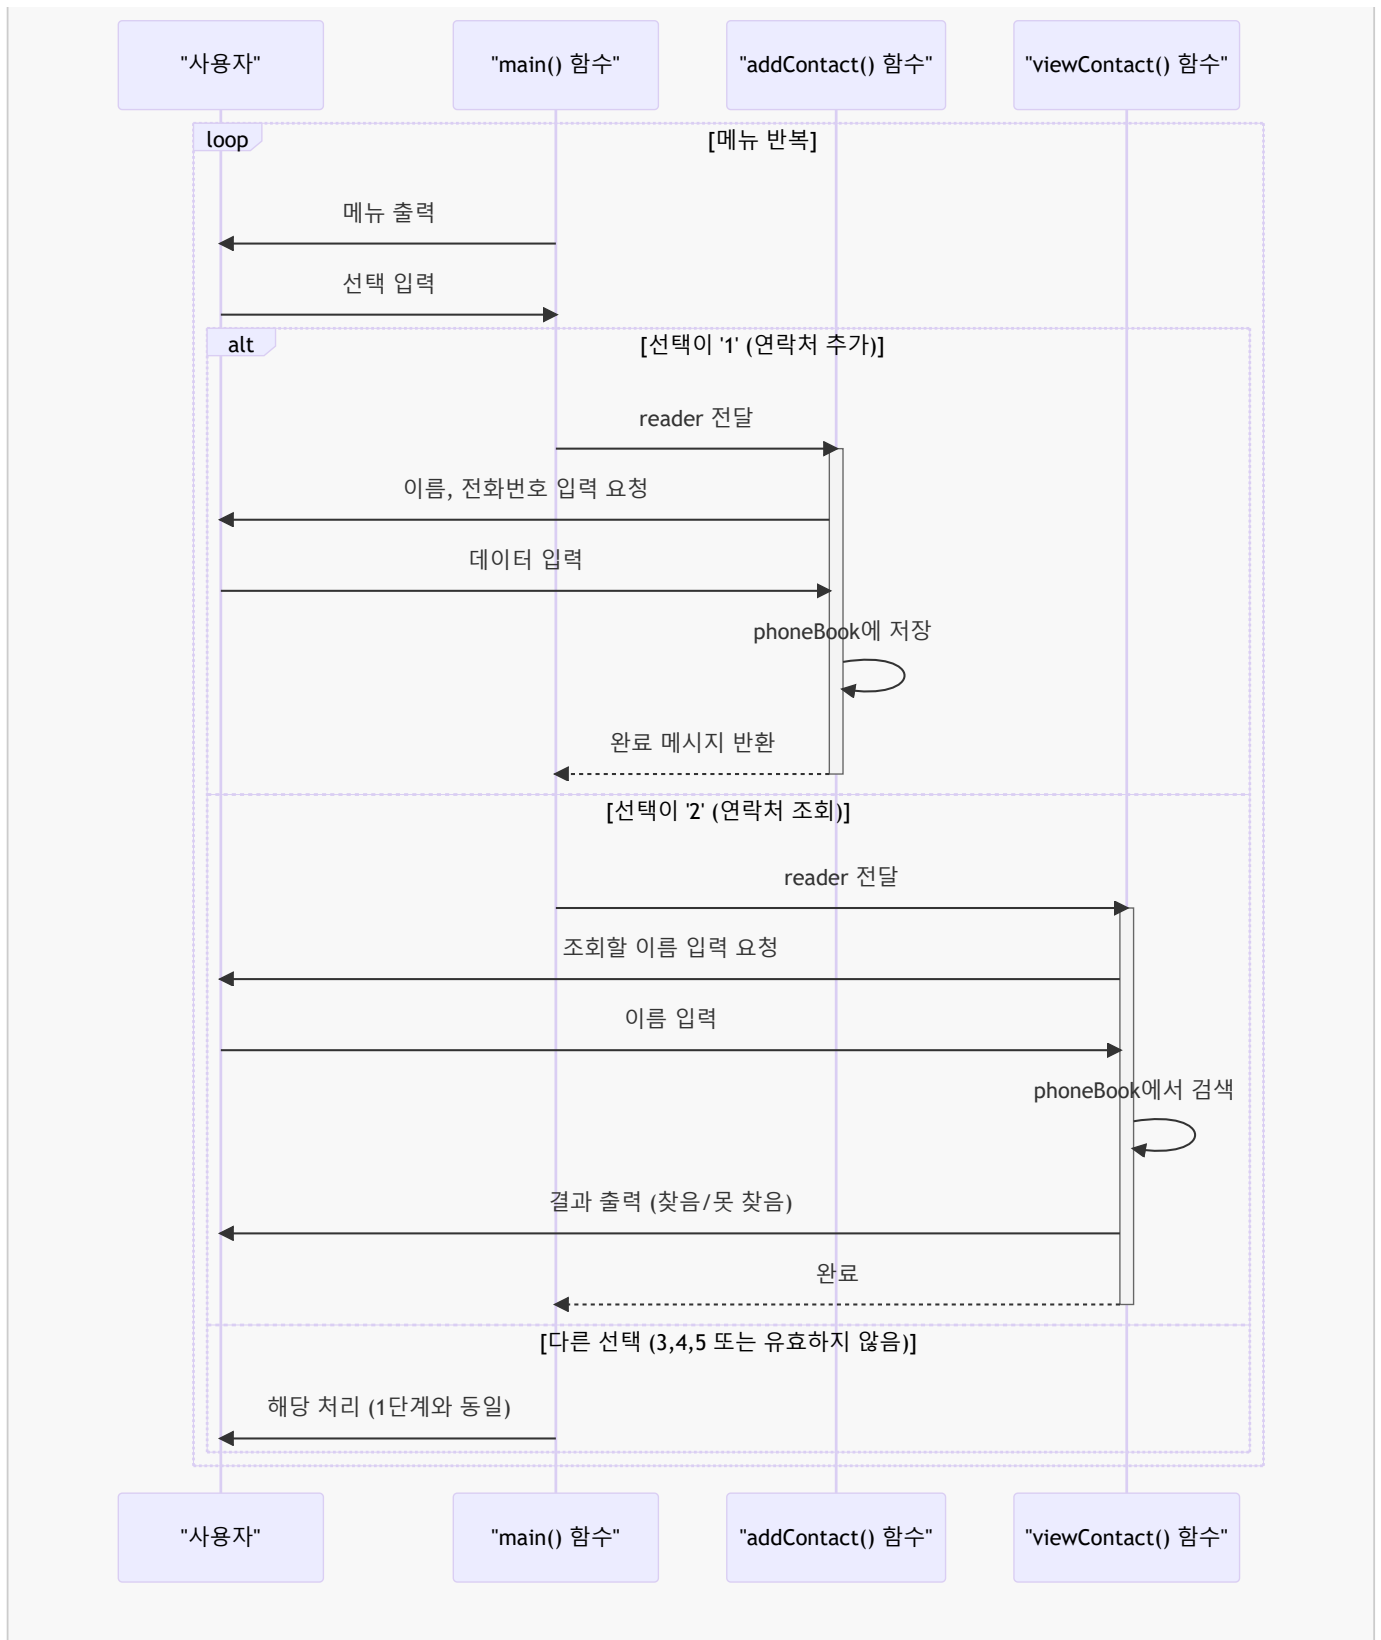 "사용자"
"main() 함수"
"addContact() 함수"
"viewContact() 함수"
loop
[메뉴 반복]
메뉴 출력
선택 입력
alt
[선택이 '1' (연락처 추가)]
reader 전달
이름, 전화번호 입력 요청
데이터 입력
phoneBook에 저장
완료 메시지 반환
[선택이 '2' (연락처 조회)]
reader 전달
조회할 이름 입력 요청
이름 입력
phoneBook에서 검색
결과 출력 (찾음/못 찾음)
완료
[다른 선택 (3,4,5 또는 유효하지 않음)]
해당 처리 (1단계와 동일)
"사용자"
"main() 함수"
"addContact() 함수"
"viewContact() 함수"